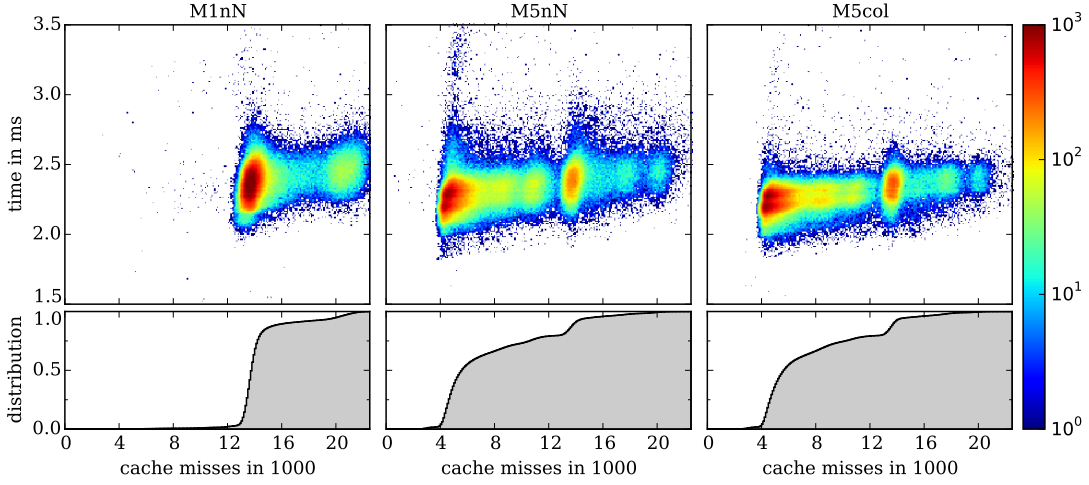 M1nN M5nN M5col
3.5
3.0
2.5
2.0
1.5
time in ms
10³
10²
10¹
10⁰
1.0
0.5
0.0
distribution
0 4 8 12 16 20 0 4 8 12 16 20 0 4 8 12 16 20
cache misses in 1000 cache misses in 1000 cache misses in 1000